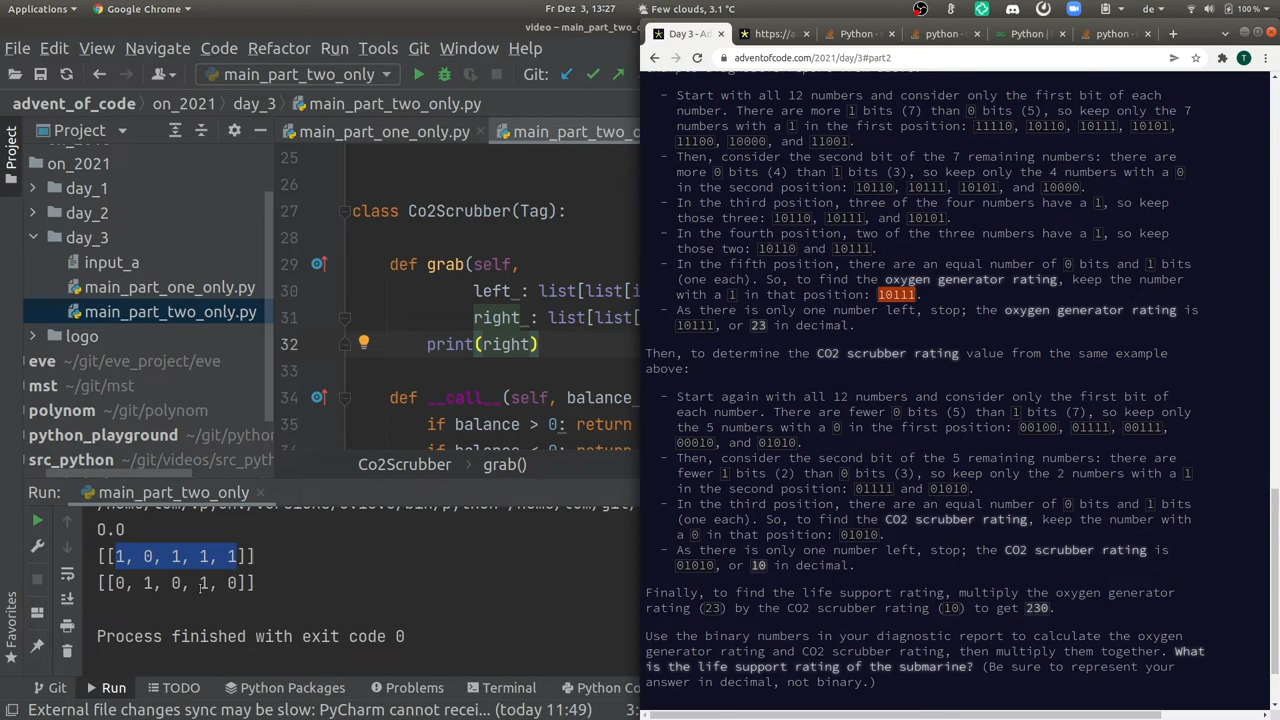 Applications
Google Chrome
Dez 3, 13:27
Few clouds, 3.1 °C
de
100 %
video – main_part_two_only.py
File Edit View Navigate Code Refactor
main_part_two_only
Git:
advent_of_code on_2021 day_3 main_part_two_only.py
Project
Project
main_part_one_only.py
main_part_two_o
on_2021
day_1
day_2
day_3
input_a
main_part_one_only.py
main_part_two_only.py
logo
eve ~/git/eve_project/eve
mst ~/git/mst
polynom ~/git/polynom
python_playground ~/git/python
src_python ~/git/videos/src_pyth
25
26
27 class Co2Scrubber(Tag):
28
29 def grab(self,
30 left_: list[list[i
31 right_: list[list[
32 print(right)
33
34 def __call__(self, balance_
35 if balance > 0: return
36 if balance < 0: return
Co2Scrubber grab()
Run: main_part_two_only
0.0
[[1, 0, 1, 1, 1]]
[[0, 1, 0, 1, 0]]
Process finished with exit code 0
Favorites
Git Run TODO Python Packages Problems Terminal Python Co
External file changes sync may be slow: PyCharm cannot recei... (today 11:49) 3:
Day 3 - Ad
https://a
Python -
python -
Python |
python - i
adventofcode.com/2021/day/3#part2
- Start with all 12 numbers and consider only the first bit of each
number. There are more 1 bits (7) than 0 bits (5), so keep only the 7
numbers with a 1 in the first position: 11110, 10110, 10111, 10101,
11100, 10000, and 11001.
- Then, consider the second bit of the 7 remaining numbers: there are
more 0 bits (4) than 1 bits (3), so keep only the 4 numbers with a 0
in the second position: 10110, 10111, 10101, and 10000.
- In the third position, three of the four numbers have a 1, so keep
those three: 10110, 10111, and 10101.
- In the fourth position, two of the three numbers have a 1, so keep
those two: 10110 and 10111.
- In the fifth position, there are an equal number of 0 bits and 1 bits
(one each). So, to find the oxygen generator rating, keep the number
with a 1 in that position: 10111.
- As there is only one number left, stop; the oxygen generator rating is
10111, or 23 in decimal.
Then, to determine the CO2 scrubber rating value from the same example
above:
- Start again with all 12 numbers and consider only the first bit of
each number. There are fewer 0 bits (5) than 1 bits (7), so keep only
the 5 numbers with a 0 in the first position: 00100, 01111, 00111,
00010, and 01010.
- Then, consider the second bit of the 5 remaining numbers: there are
fewer 1 bits (2) than 0 bits (3), so keep only the 2 numbers with a 1
in the second position: 01111 and 01010.
- In the third position, there are an equal number of 0 bits and 1 bits
(one each). So, to find the CO2 scrubber rating, keep the number with
a 0 in that position: 01010.
- As there is only one number left, stop; the CO2 scrubber rating is
01010, or 10 in decimal.
Finally, to find the life support rating, multiply the oxygen generator
rating (23) by the CO2 scrubber rating (10) to get 230.
Use the binary numbers in your diagnostic report to calculate the oxygen
generator rating and CO2 scrubber rating, then multiply them together. What
is the life support rating of the submarine? (Be sure to represent your
answer in decimal, not binary.)